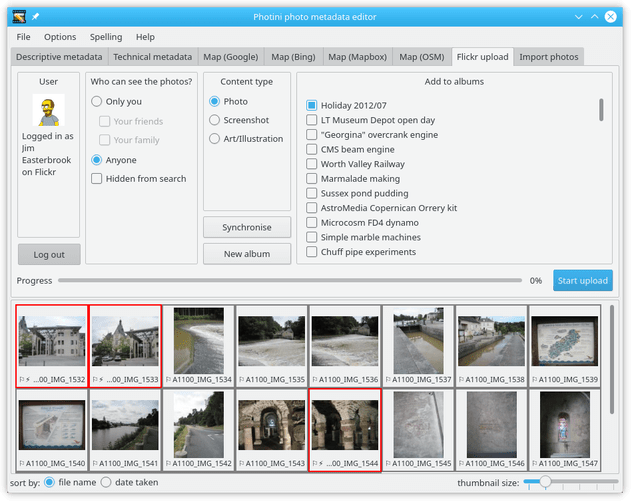 Photini photo metadata editor
File Options Spelling Help
Descriptive metadata Technical metadata Map (Google) Map (Bing) Map (Mapbox) Map (OSM) Flickr upload Import photos
User
Logged in as
Jim
Easterbrook
on Flickr
Log out
Who can see the photos?
Only you
Your friends
Your family
Anyone
Hidden from search
Content type
Photo
Screenshot
Art/Illustration
Synchronise
New album
Add to albums
Holiday 2012/07
LT Museum Depot open day
"Georgina" overcrank engine
CMS beam engine
Worth Valley Railway
Marmalade making
Sussex pond pudding
AstroMedia Copernican Orrery kit
Microcosm FD4 dynamo
Simple marble machines
Chuff pipe experiments
Progress 0% Start upload
...00_IMG_1532 ...00_IMG_1533 A1100_IMG_1534 A1100_IMG_1535 A1100_IMG_1536 A1100_IMG_1537 A1100_IMG_1538 A1100_IMG_1539
A1100_IMG_1540 A1100_IMG_1541 A1100_IMG_1542 A1100_IMG_1543 ...00_IMG_1544 A1100_IMG_1545 A1100_IMG_1546 A1100_IMG_1547
sort by: file name date taken thumbnail size: